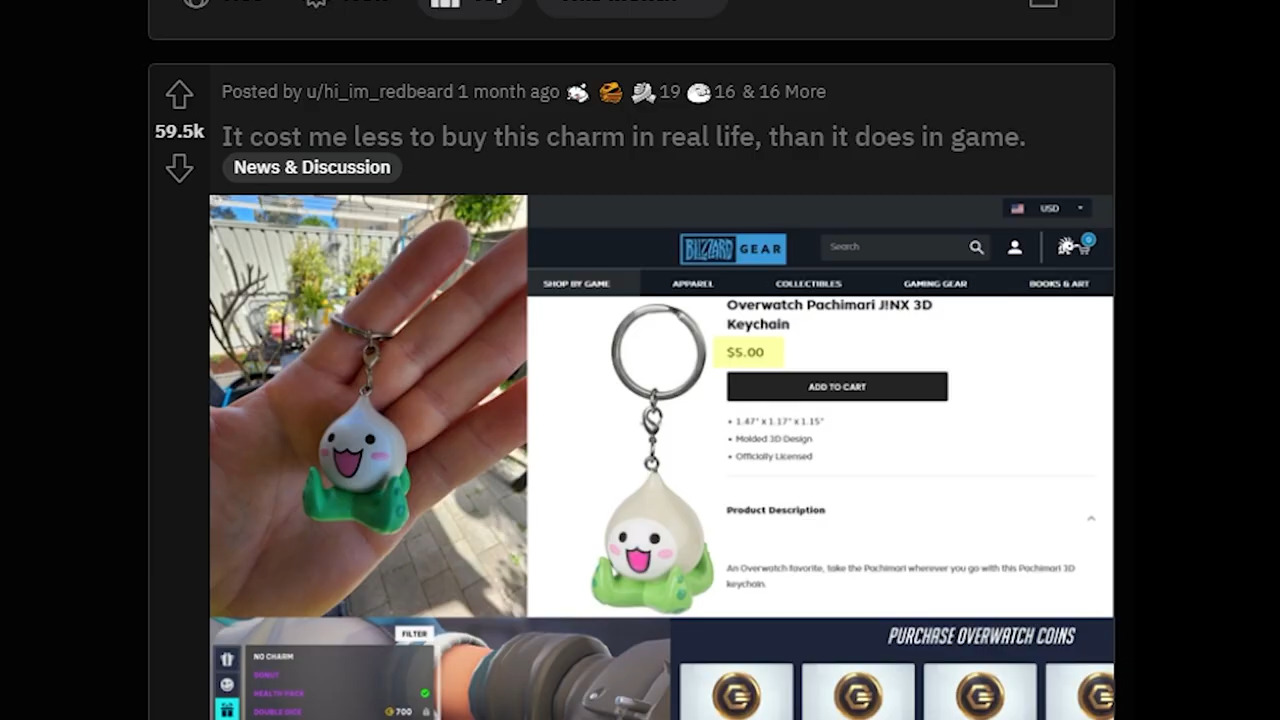 Posted by u/hi_im_redbeard 1 month ago 19 16 & 16 More
59.5k
It cost me less to buy this charm in real life, than it does in game.
News & Discussion
USD
BLIZZARD GEAR
Search
0
SHOP BY GAME APPAREL COLLECTIBLES GAMING GEAR BOOKS & ART
Overwatch Pachimari J!NX 3D
Keychain
$5.00
ADD TO CART
• 1.47" x 1.17" x 1.15"
• Molded 3D Design
• Officially Licensed
Product Description
An Overwatch favorite, take the Pachimari wherever you go with this Pachimari 3D
keychain.
FILTER
NO CHARM
DONUT
HEALTH PACK
DOUBLE DICE 700
PURCHASE OVERWATCH COINS